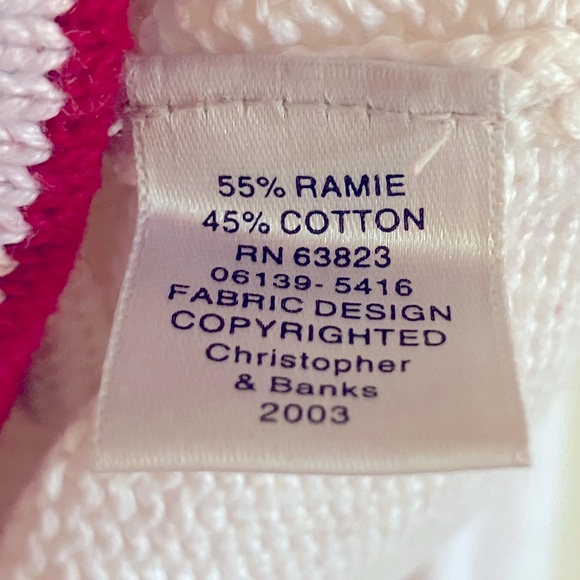 55% RAMIE
45% COTTON
RN 63823
06139-5416
FABRIC DESIGN
COPYRIGHTED
Christopher
& Banks
2003